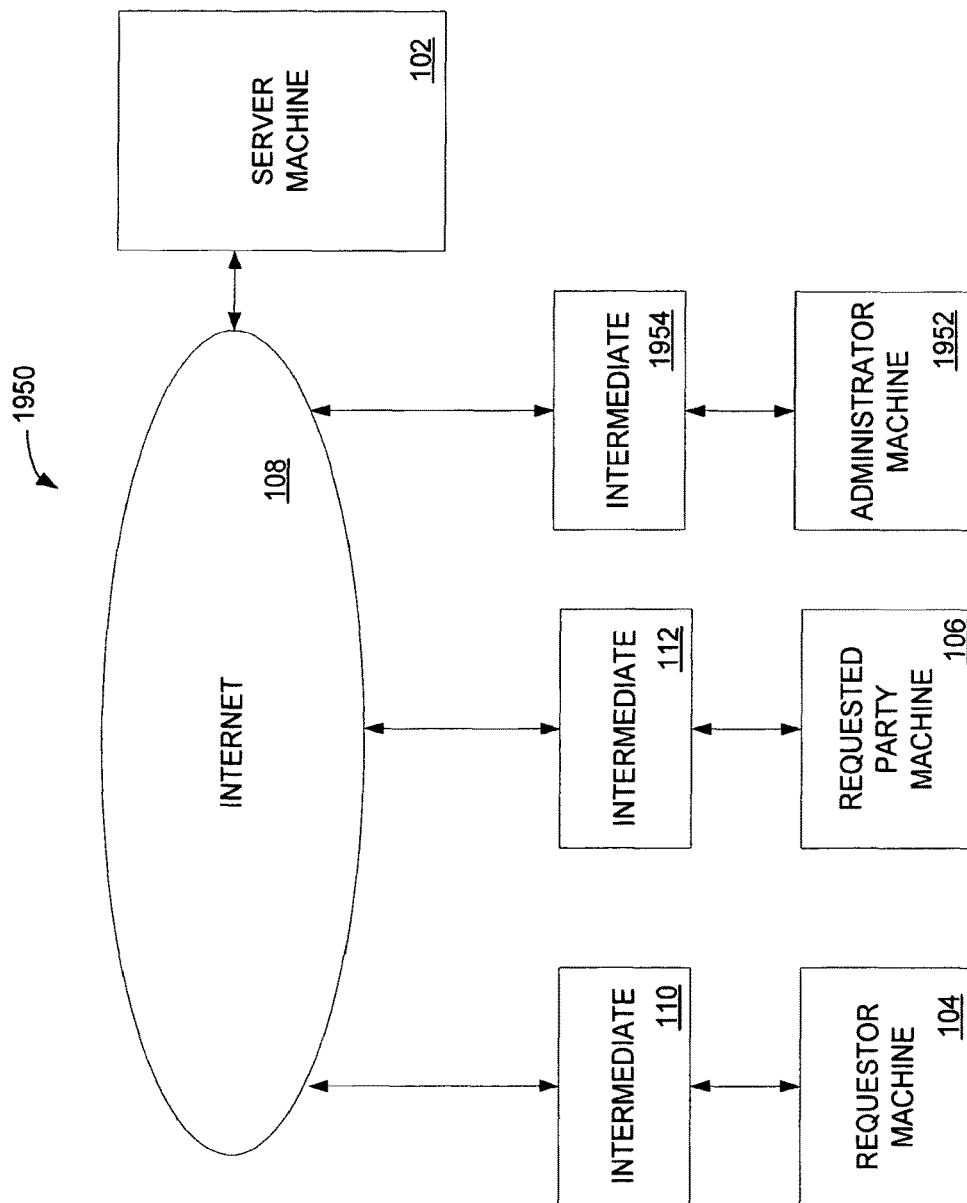 1950
SERVER
MACHINE
102
INTERNET
108
INTERMEDIATE
110
INTERMEDIATE
112
INTERMEDIATE
1954
REQUESTOR
MACHINE
104
REQUESTED
PARTY
MACHINE
106
ADMINISTRATOR
MACHINE
1952